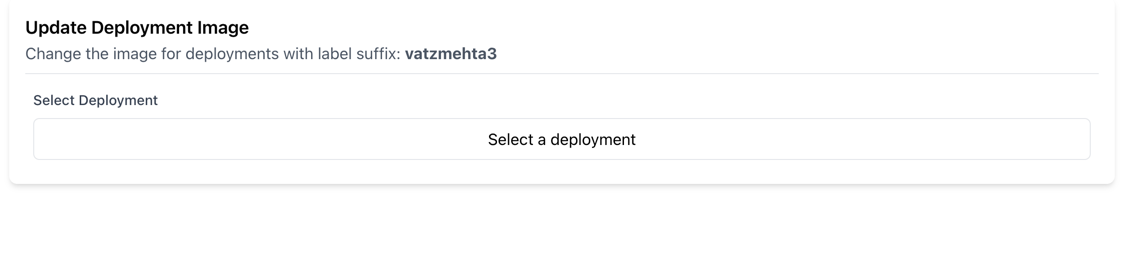 Update Deployment Image
Change the image for deployments with label suffix: vatzmehta3
Select Deployment
Select a deployment